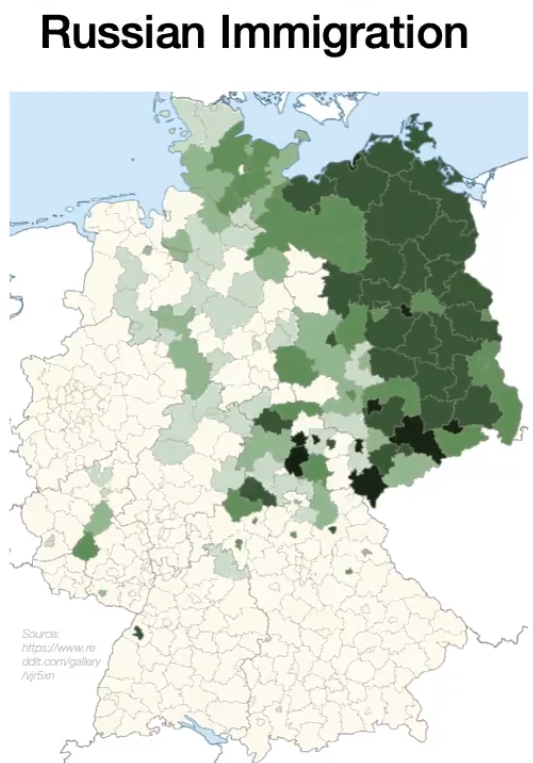 Russian Immigration
Source:
https://www.re
ddit.com/gallery
/vjr5xn